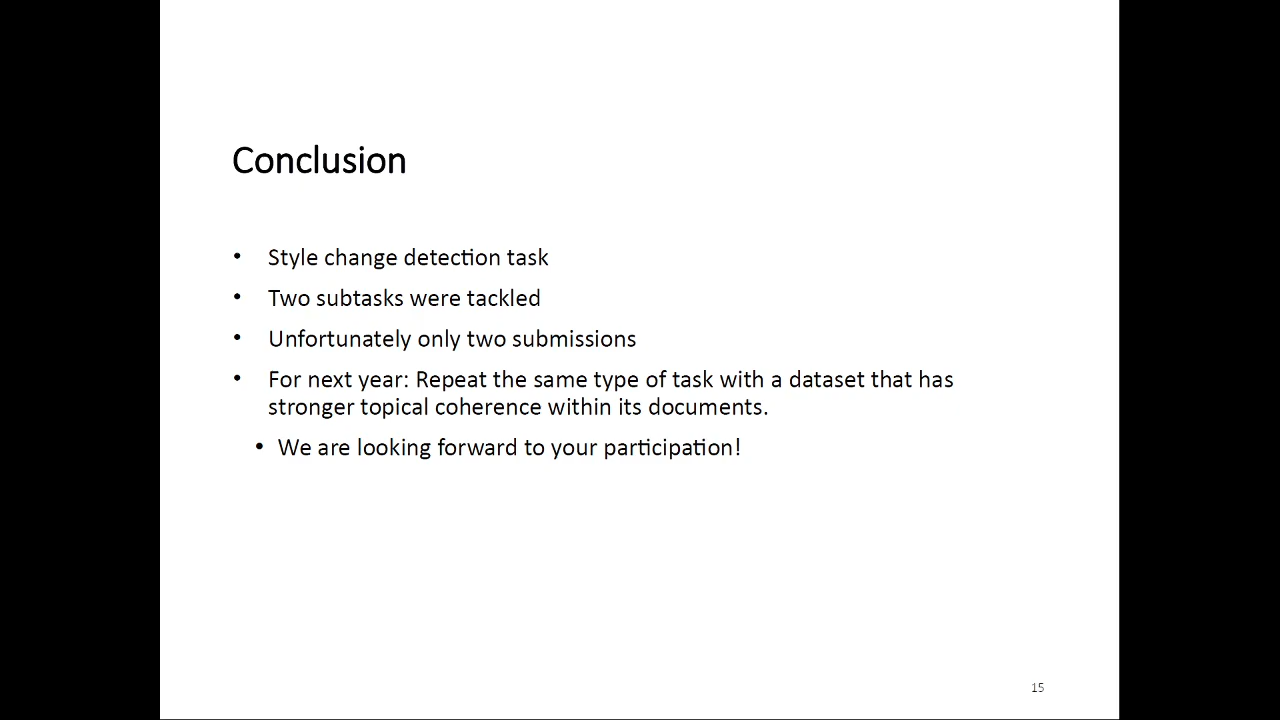 Conclusion
• Style change detection task
• Two subtasks were tackled
• Unfortunately only two submissions
• For next year: Repeat the same type of task with a dataset that has
stronger topical coherence within its documents.
• We are looking forward to your participation!
15